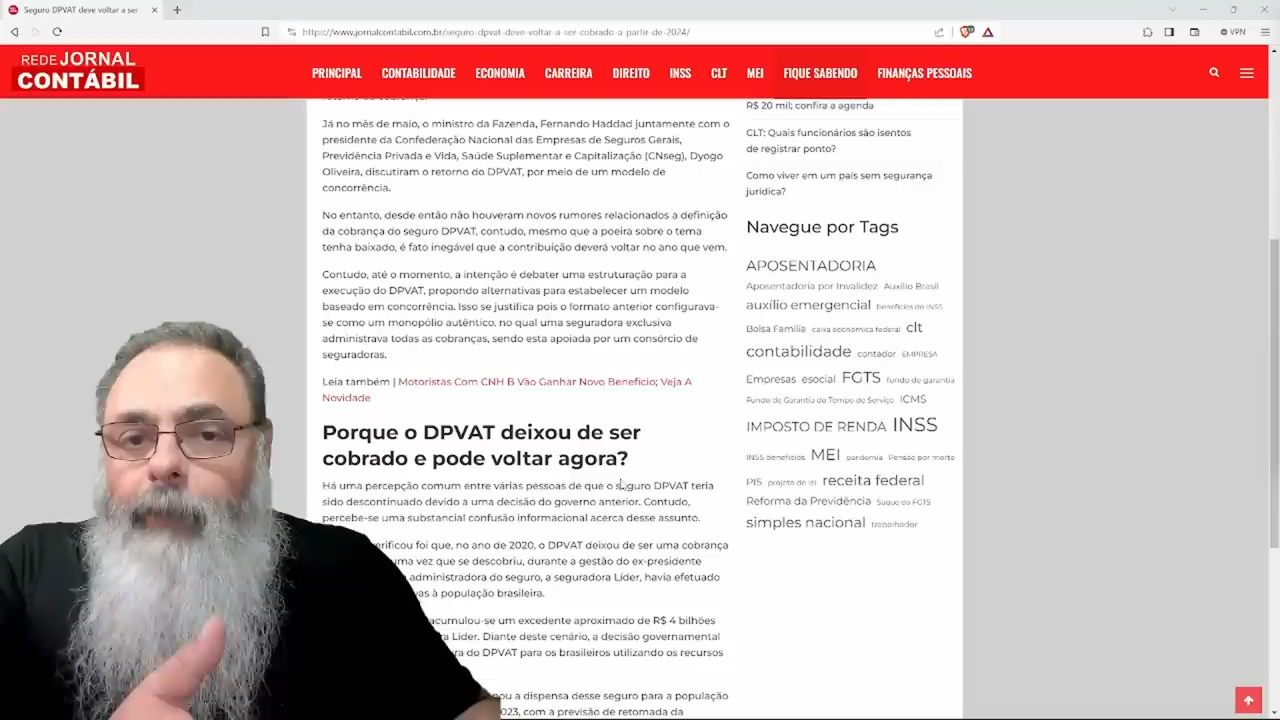 Seguro DPVAT deve voltar a ser
https://www.jornalcontabil.com.br/seguro-dpvat-deve-voltar-a-ser-cobrado-a-partir-de-2024/
VPN
REDE JORNAL
CONTÁBIL
PRINCIPAL CONTABILIDADE ECONOMIA CARREIRA DIREITO INSS CLT MEI FIQUE SABENDO FINANÇAS PESSOAIS
Já no mês de maio, o ministro da Fazenda, Fernando Haddad juntamente com o
presidente da Confederação Nacional das Empresas de Seguros Gerais,
Previdência Privada e Vida, Saúde Suplementar e Capitalização (CNseg), Dyogo
Oliveira, discutiram o retorno do DPVAT, por meio de um modelo de
concorrência.
No entanto, desde então não houveram novos rumores relacionados a definição
da cobrança do seguro DPVAT, contudo, mesmo que a poeira sobre o tema
tenha baixado, é fato inegável que a contribuição deverá voltar no ano que vem.
Contudo, até o momento, a intenção é debater uma estruturação para a
execução do DPVAT, propondo alternativas para estabelecer um modelo
baseado em concorrência. Isso se justifica pois o formato anterior configurava-
se como um monopólio autêntico, no qual uma seguradora exclusiva
administrava todas as cobranças, sendo esta apoiada por um consórcio de
seguradoras.
Leia também | Motoristas Com CNH B Vão Ganhar Novo Benefício; Veja A
Novidade
Porque o DPVAT deixou de ser
cobrado e pode voltar agora?
Há uma percepção comum entre várias pessoas de que o seguro DPVAT teria
sido descontinuado devido a uma decisão do governo anterior. Contudo,
percebe-se uma substancial confusão informacional acerca desse assunto.
verificou foi que, no ano de 2020, o DPVAT deixou de ser uma cobrança
uma vez que se descobriu, durante a gestão do ex-presidente
administradora do seguro, a seguradora Líder, havia efetuado
vas à população brasileira.
acumulou-se um excedente aproximado de R$ 4 bilhões
ra Líder. Diante deste cenário, a decisão governamental
ra do DPVAT para os brasileiros utilizando os recursos
nou a dispensa desse seguro para a população
023, com a previsão de retomada da
R$ 20 mil; confira a agenda
CLT: Quais funcionários são isentos
de registrar ponto?
Como viver em um país sem segurança
jurídica?
Navegue por Tags
APOSENTADORIA
Aposentadoria por Invalidez Auxílio Brasil
auxílio emergencial benefícios do INSS
Bolsa Família caixa economica federal clt
contabilidade contador EMPRESA
Empresas esocial FGTS fundo de garantia
Fundo de Garantia do Tempo de Serviço ICMS
IMPOSTO DE RENDA INSS
INSS benefícios MEI pandemia Pensão por morte
PIS projeto de lei receita federal
Reforma da Previdência Saque do FGTS
simples nacional trabalhador